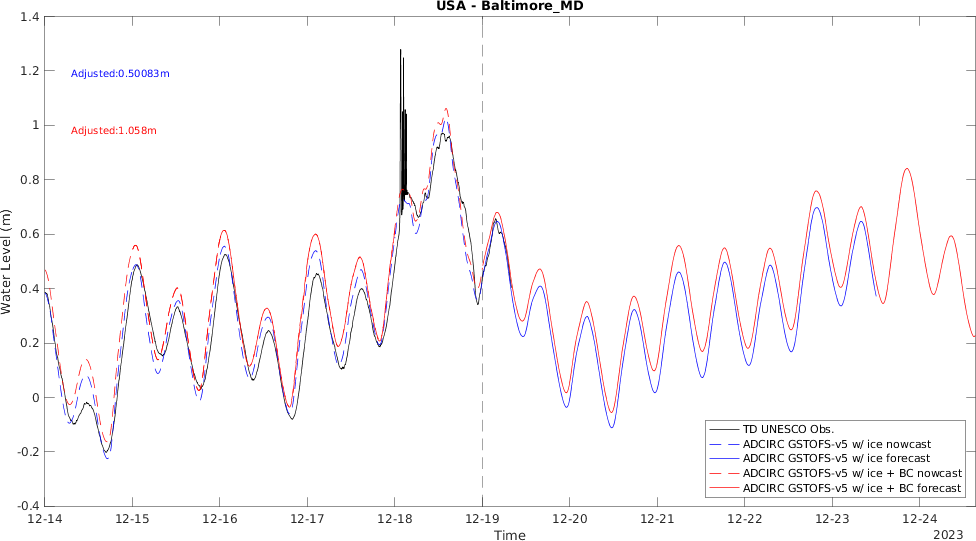 USA - Baltimore_MD
1.4
1.2
1
0.8
0.6
0.4
0.2
0
-0.2
-0.4
Water Level (m)
Adjusted:0.50083m
Adjusted:1.058m
TD UNESCO Obs.
ADCIRC GSTOFS-v5 w/ ice nowcast
ADCIRC GSTOFS-v5 w/ ice forecast
ADCIRC GSTOFS-v5 w/ ice + BC nowcast
ADCIRC GSTOFS-v5 w/ ice + BC forecast
12-14 12-15 12-16 12-17 12-18 12-19 12-20 12-21 12-22 12-23 12-24
Time
2023